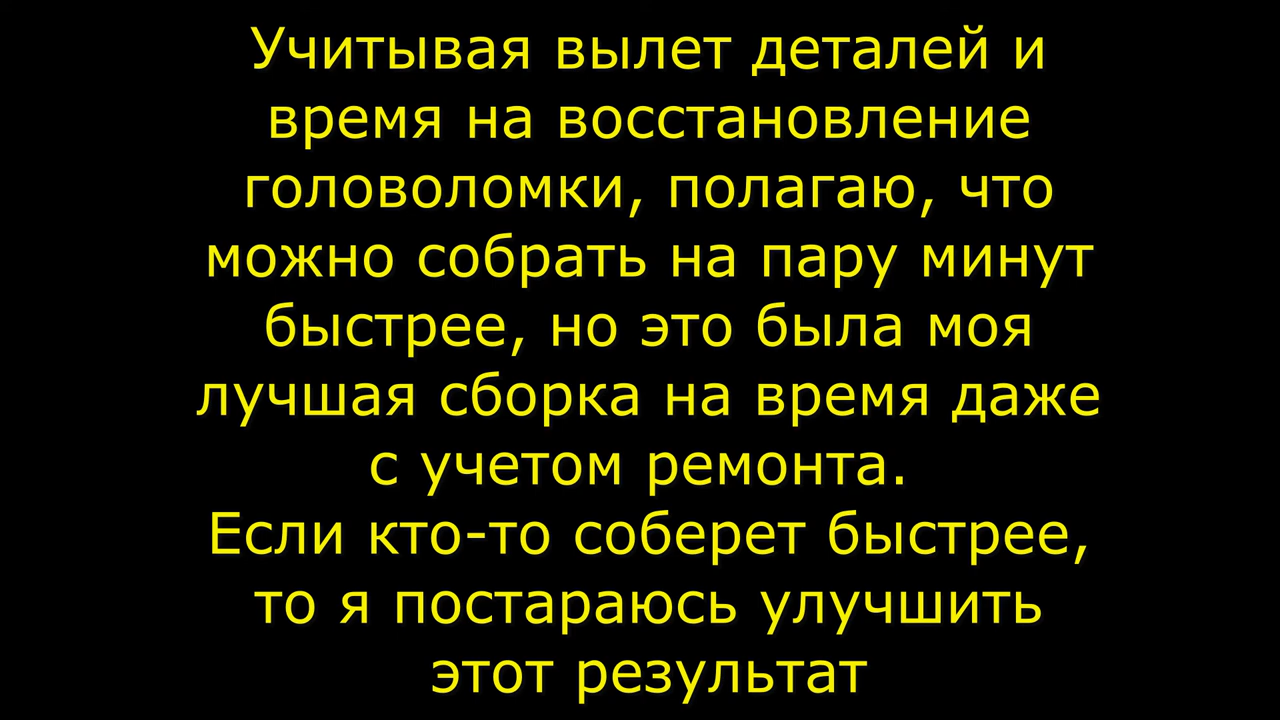 Учитывая вылет деталей и
время на восстановление
головоломки, полагаю, что
можно собрать на пару минут
быстрее, но это была моя
лучшая сборка на время даже
с учетом ремонта.
Если кто-то соберет быстрее,
то я постараюсь улучшить
этот результат